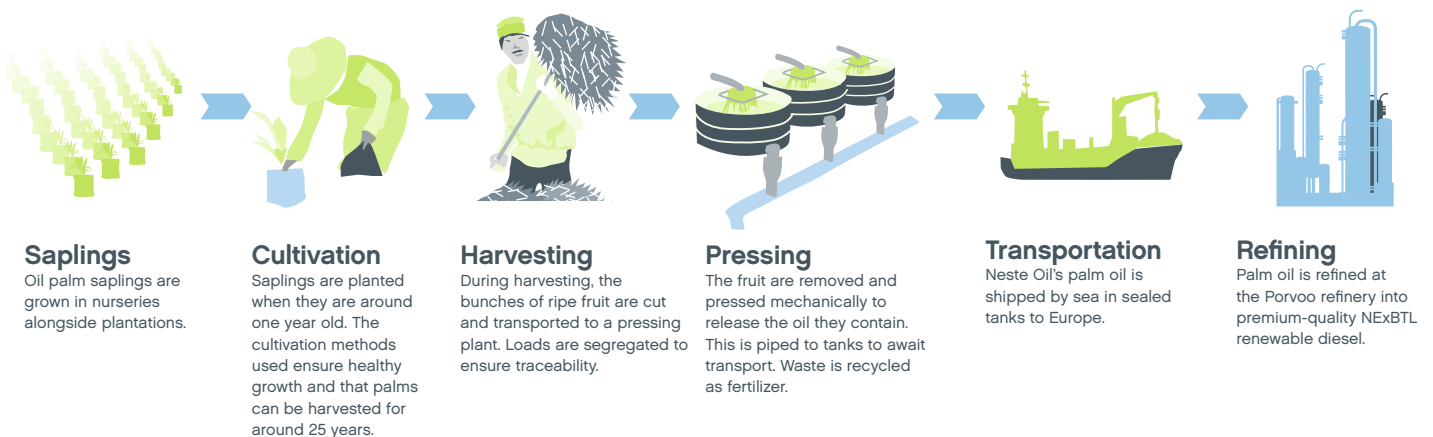 Saplings
Oil palm saplings are
grown in nurseries
alongside plantations.
Cultivation
Saplings are planted
when they are around
one year old. The
cultivation methods
used ensure healthy
growth and that palms
can be harvested for
around 25 years.
Harvesting
During harvesting, the
bunches of ripe fruit are cut
and transported to a pressing
plant. Loads are segregated to
ensure traceability.
Pressing
The fruit are removed and
pressed mechanically to
release the oil they contain.
This is piped to tanks to await
transport. Waste is recycled
as fertilizer.
Transportation
Neste Oil's palm oil is
shipped by sea in sealed
tanks to Europe.
Refining
Palm oil is refined at
the Porvoo refinery into
premium-quality NExBTL
renewable diesel.